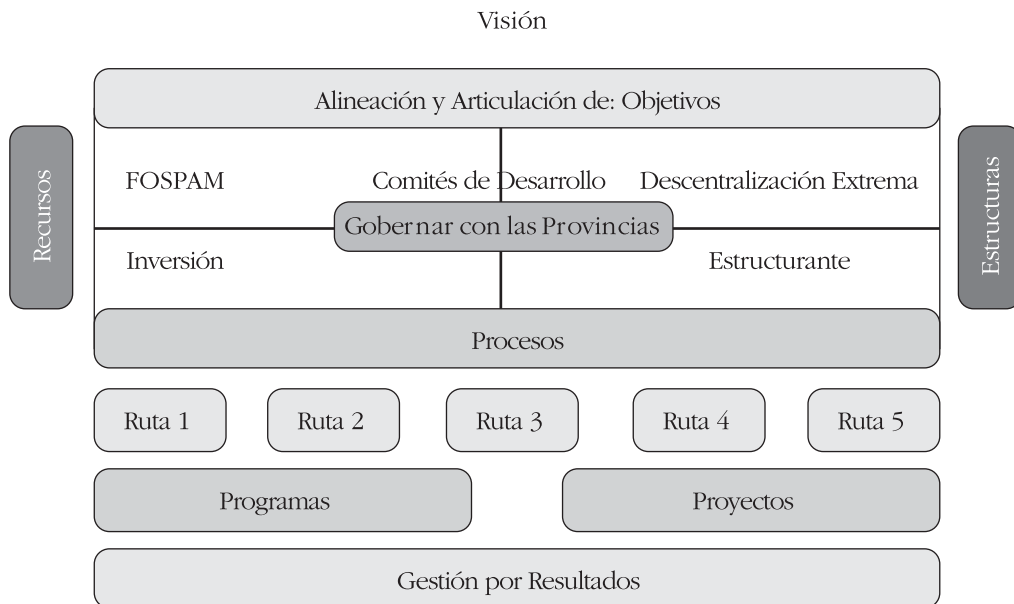 Visión
Alineación y Articulación de: Objetivos
Recursos
FOSPAM
Comités de Desarrollo
Descentralización Extrema
Estructuras
Gobernar con las Provincias
Inversión
Estructurante
Procesos
Ruta 1
Ruta 2
Ruta 3
Ruta 4
Ruta 5
Programas
Proyectos
Gestión por Resultados